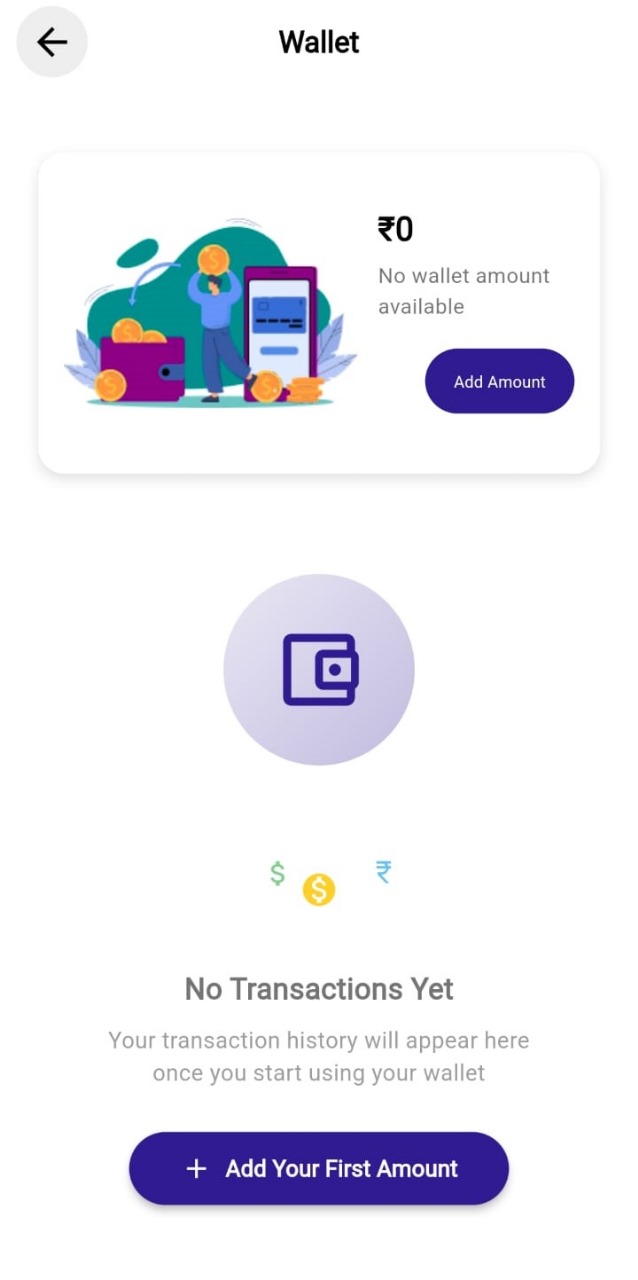 Wallet
₹0
No wallet amount
available
Add Amount
$
$
₹
No Transactions Yet
Your transaction history will appear here
once you start using your wallet
+ Add Your First Amount